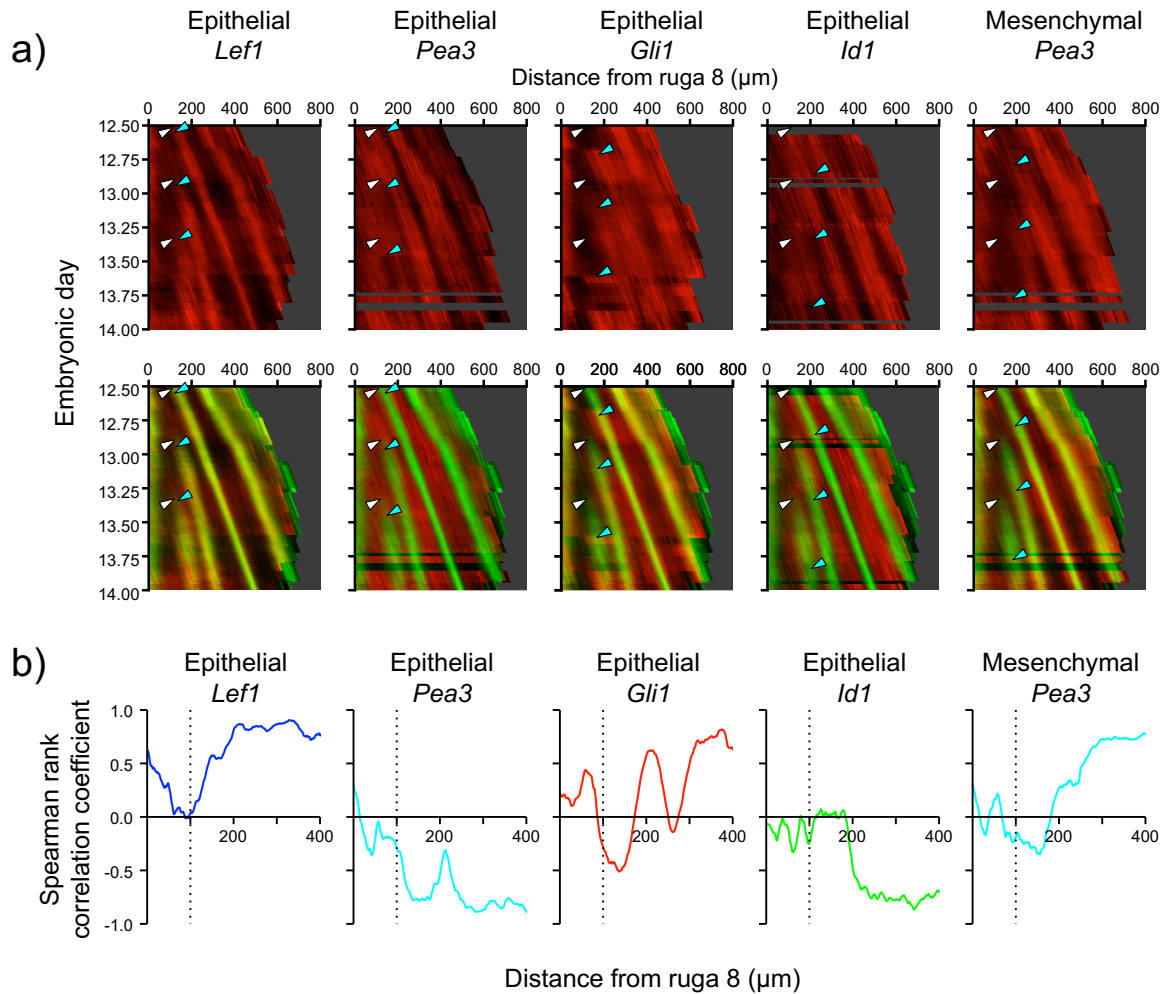 a)
Epithelial Epithelial Epithelial Epithelial Mesenchymal
Lef1 Pea3 Gli1 Id1 Pea3
Distance from ruga 8 (µm)
0 200 400 600 800 0 200 400 600 800 0 200 400 600 800 0 200 400 600 800 0 200 400 600 800
Embryonic day
12.50
12.75
13.00
13.25
13.50
13.75
14.00
0 200 400 600 800 0 200 400 600 800 0 200 400 600 800 0 200 400 600 800 0 200 400 600 800
12.50
12.75
13.00
13.25
13.50
13.75
14.00
b)
Epithelial Epithelial Epithelial Epithelial Mesenchymal
Lef1 Pea3 Gli1 Id1 Pea3
Spearman rank
correlation coefficient
1.0
0.5
0.0
-0.5
-1.0
200 400 200 400 200 400 200 400 200 400
Distance from ruga 8 (µm)